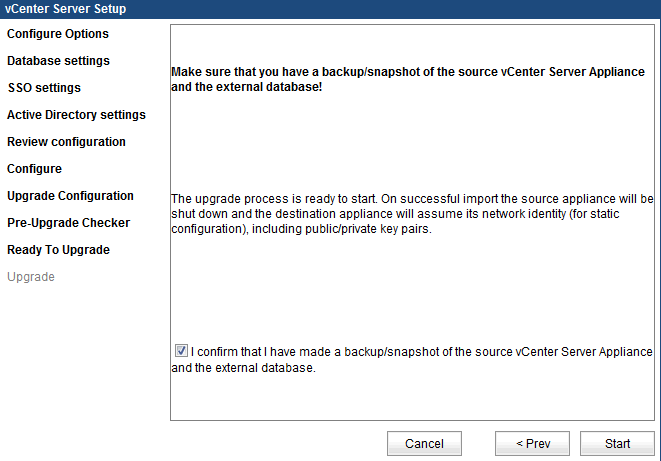 vCenter Server Setup
Configure Options
Database settings
SSO settings
Active Directory settings
Review configuration
Configure
Upgrade Configuration
Pre-Upgrade Checker
Ready To Upgrade
Upgrade
Make sure that you have a backup/snapshot of the source vCenter Server Appliance
and the external database!
The upgrade process is ready to start. On successful import the source appliance will be
shut down and the destination appliance will assume its network identity (for static
configuration), including public/private key pairs.
I confirm that I have made a backup/snapshot of the source vCenter Server Appliance
and the external database.
Cancel
< Prev
Start